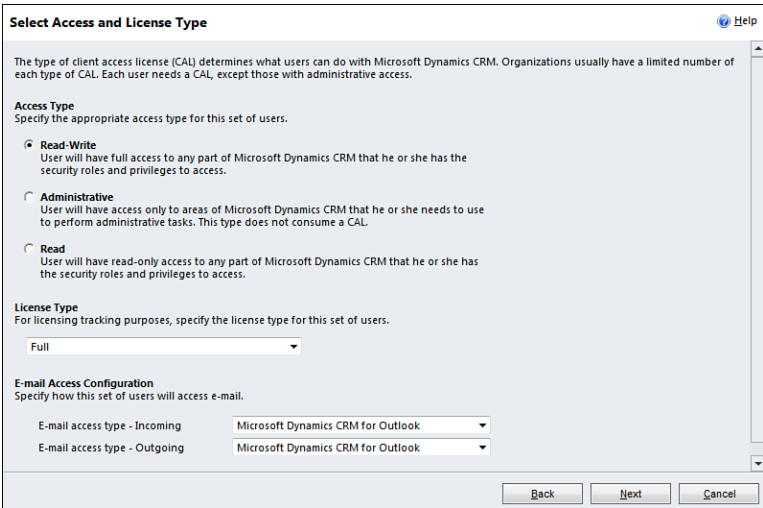 Select Access and License Type
Help
The type of client access license (CAL) determines what users can do with Microsoft Dynamics CRM. Organizations usually have a limited number of
each type of CAL. Each user needs a CAL, except those with administrative access.
Access Type
Specify the appropriate access type for this set of users.
Read-Write
User will have full access to any part of Microsoft Dynamics CRM that he or she has the
security roles and privileges to access.
Administrative
User will have access only to areas of Microsoft Dynamics CRM that he or she needs to use
to perform administrative tasks. This type does not consume a CAL.
Read
User will have read-only access to any part of Microsoft Dynamics CRM that he or she has
the security roles and privileges to access.
License Type
For licensing tracking purposes, specify the license type for this set of users.
Full
E-mail Access Configuration
Specify how this set of users will access e-mail.
E-mail access type - Incoming Microsoft Dynamics CRM for Outlook
E-mail access type - Outgoing Microsoft Dynamics CRM for Outlook
Back Next Cancel